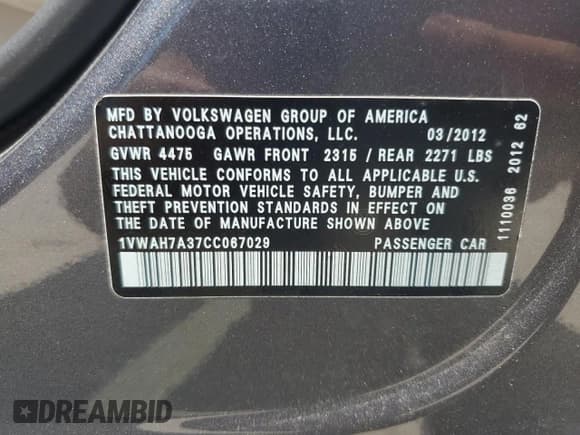 MFD BY VOLKSWAGEN GROUP OF AMERICA
CHATTANOOGA OPERATIONS, LLC. 03/2012
GVWR 4475 GAWR FRONT 2315 / REAR 2271 LBS
THIS VEHICLE CONFORMS TO ALL APPLICABLE U.S.
FEDERAL MOTOR VEHICLE SAFETY, BUMPER AND
THEFT PREVENTION STANDARDS IN EFFECT ON
THE DATE OF MANUFACTURE SHOWN ABOVE
1VWAH7A37CC067029 PASSENGER CAR
1110036 2012 62
DREAMBID